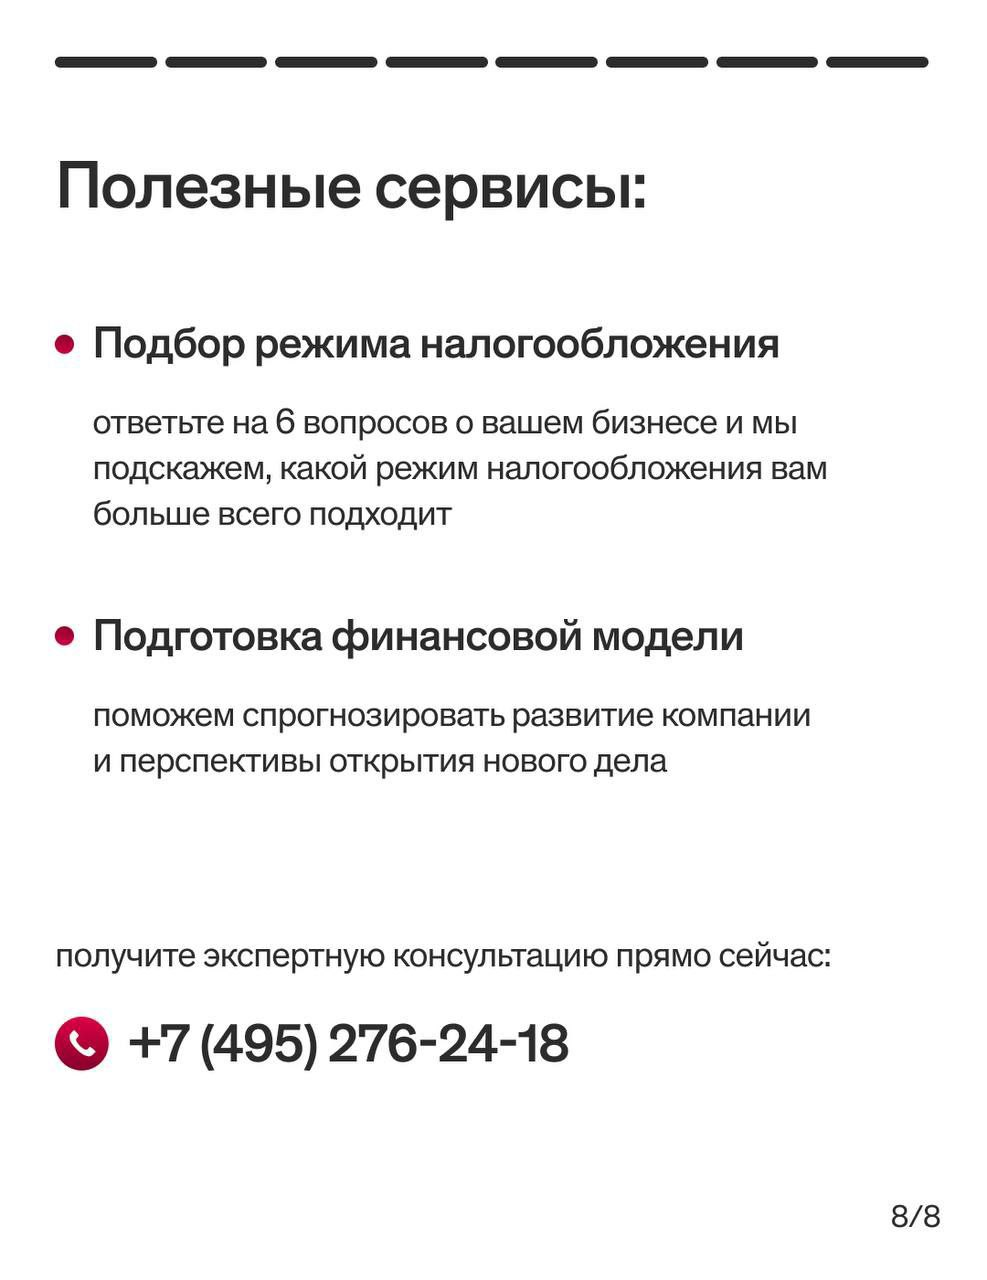 Полезные сервисы:
Подбор режима налогообложения
ответьте на 6 вопросов о вашем бизнесе и мы
подскажем, какой режим налогообложения вам
больше всего подходит
Подготовка финансовой модели
поможем спрогнозировать развитие компании
и перспективы открытия нового дела
получите экспертную консультацию прямо сейчас:
+7 (495) 276-24-18
8/8